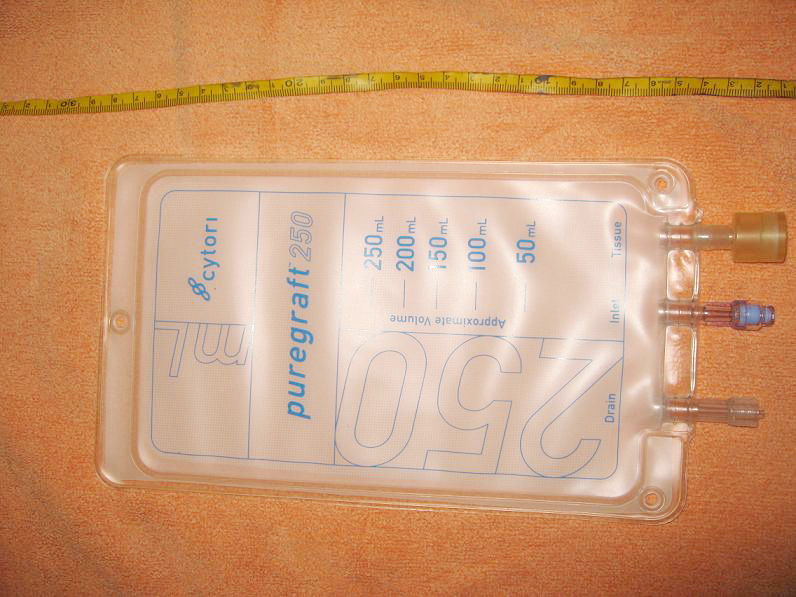 cytori
puregraft™ 250
250 mL
200 mL
150 mL
100 mL
50 mL
Approximate Volume
250
mL
Tissue
Inlet
Drain